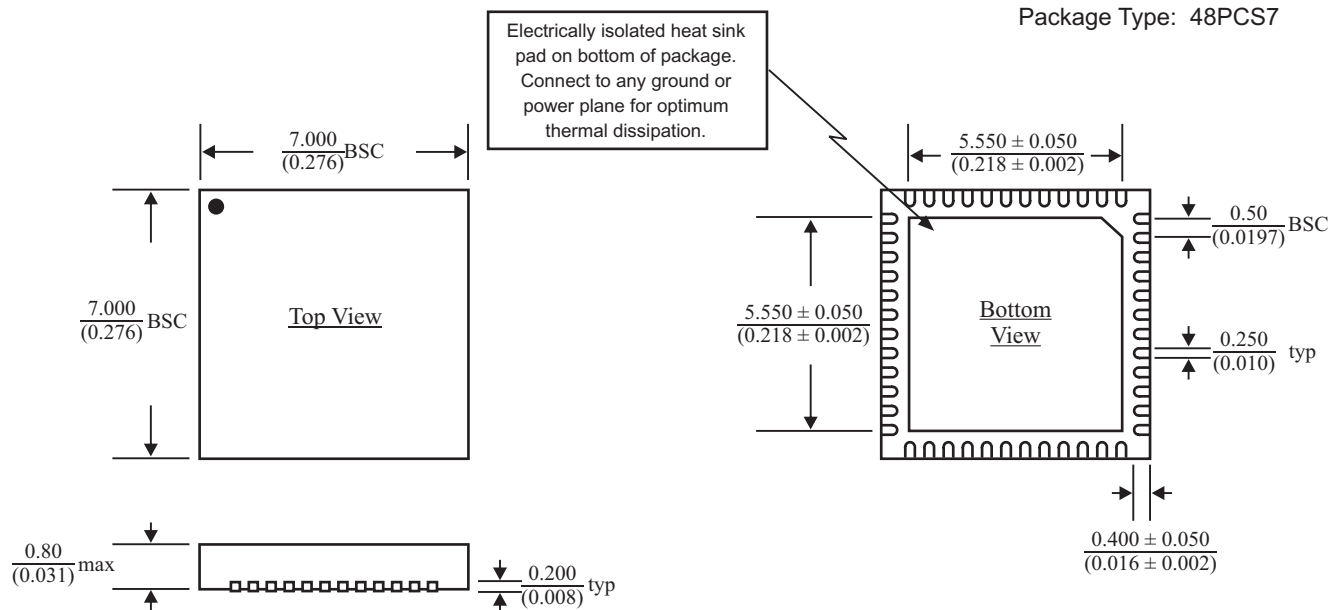 Package Type: 48PCS7
Electrically isolated heat sink
pad on bottom of package.
Connect to any ground or
power plane for optimum
thermal dissipation.
7.000
(0.276) BSC
5.550 ± 0.050
(0.218 ± 0.002)
0.50
(0.0197) BSC
7.000
(0.276) BSC
Top View
5.550 ± 0.050
(0.218 ± 0.002)
Bottom
View
0.250
(0.010) typ
0.400 ± 0.050
(0.016 ± 0.002)
0.80
(0.031) max
0.200
(0.008) typ